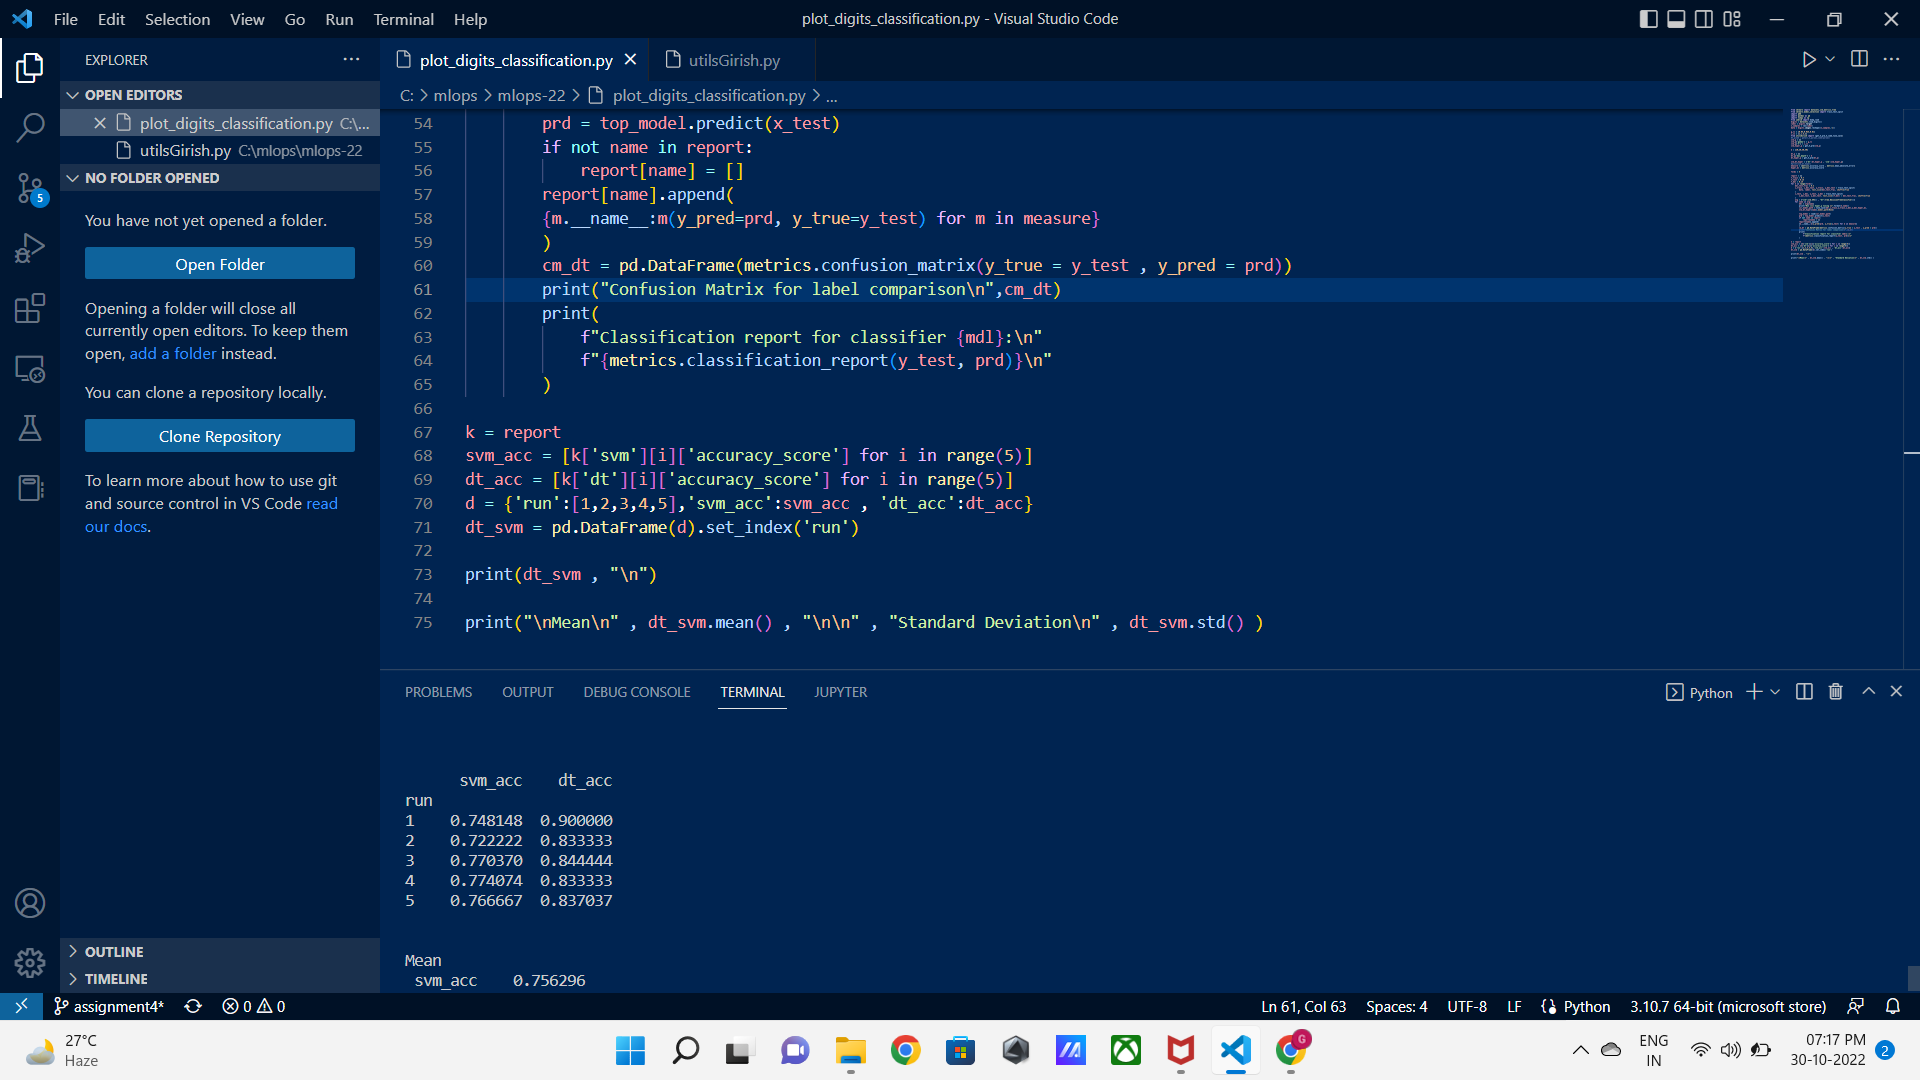 File Edit Selection View Go Run Terminal Help
plot_digits_classification.py - Visual Studio Code
EXPLORER
OPEN EDITORS
plot_digits_classification.py C:\...
utilsGirish.py C:\mlops\mlops-22
NO FOLDER OPENED
You have not yet opened a folder.
Open Folder
Opening a folder will close all
currently open editors. To keep them
open, add a folder instead.
You can clone a repository locally.
Clone Repository
To learn more about how to use git
and source control in VS Code read
our docs.
OUTLINE
TIMELINE
5
plot_digits_classification.py
utilsGirish.py
C: > mlops > mlops-22 > plot_digits_classification.py > ...
54 prd = top_model.predict(x_test)
55 if not name in report:
56 report[name] = []
57 report[name].append(
58 {m.__name__:m(y_pred=prd, y_true=y_test) for m in measure}
59 )
60 cm_dt = pd.DataFrame(metrics.confusion_matrix(y_true = y_test , y_pred = prd))
61 print("Confusion Matrix for label comparison\n",cm_dt)
62 print(
63 f"Classification report for classifier {mdl}:\n"
64 f"{metrics.classification_report(y_test, prd)}\n"
65 )
66
67 k = report
68 svm_acc = [k['svm'][i]['accuracy_score'] for i in range(5)]
69 dt_acc = [k['dt'][i]['accuracy_score'] for i in range(5)]
70 d = {'run':[1,2,3,4,5],'svm_acc':svm_acc , 'dt_acc':dt_acc}
71 dt_svm = pd.DataFrame(d).set_index('run')
72
73 print(dt_svm , "\n")
74
75 print("\nMean\n" , dt_svm.mean() , "\n\n" , "Standard Deviation\n" , dt_svm.std() )
PROBLEMS OUTPUT DEBUG CONSOLE TERMINAL JUPYTER
Python
svm_acc dt_acc
run
1 0.748148 0.900000
2 0.722222 0.833333
3 0.770370 0.844444
4 0.774074 0.833333
5 0.766667 0.837037
Mean
svm_acc 0.756296
assignment4* 0 0
Ln 61, Col 63 Spaces: 4 UTF-8 LF Python 3.10.7 64-bit (microsoft store)
27°C
Haze
G
ENG
IN
07:17 PM
30-10-2022
2